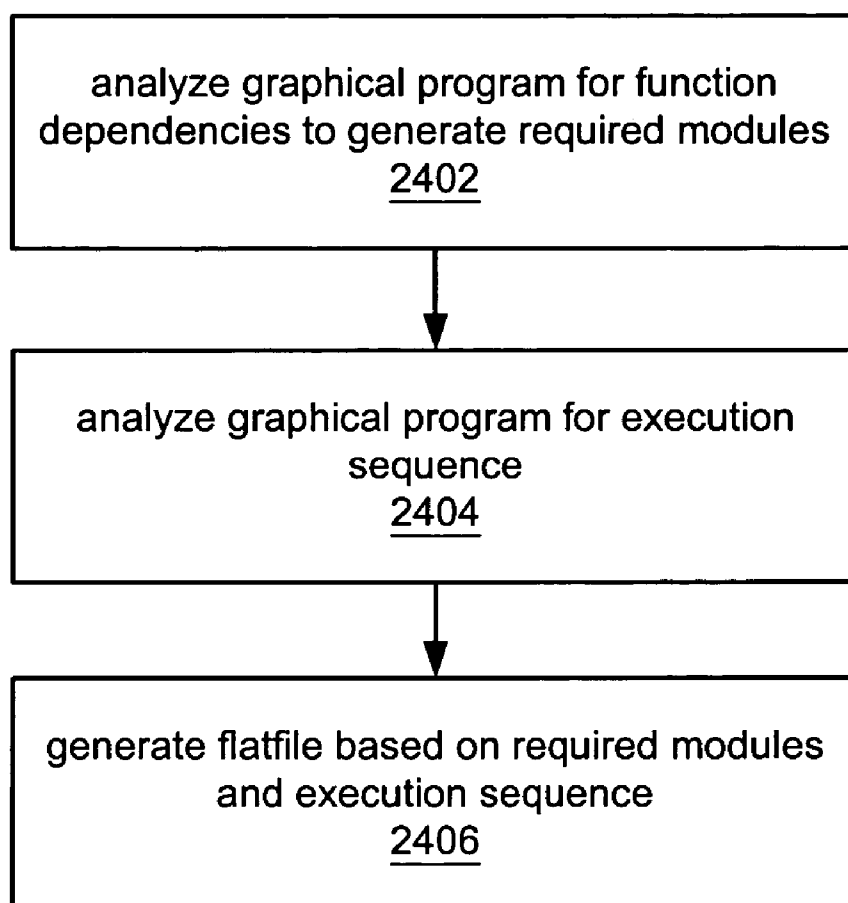 analyze graphical program for function
dependencies to generate required modules
2402
analyze graphical program for execution
sequence
2404
generate flatfile based on required modules
and execution sequence
2406